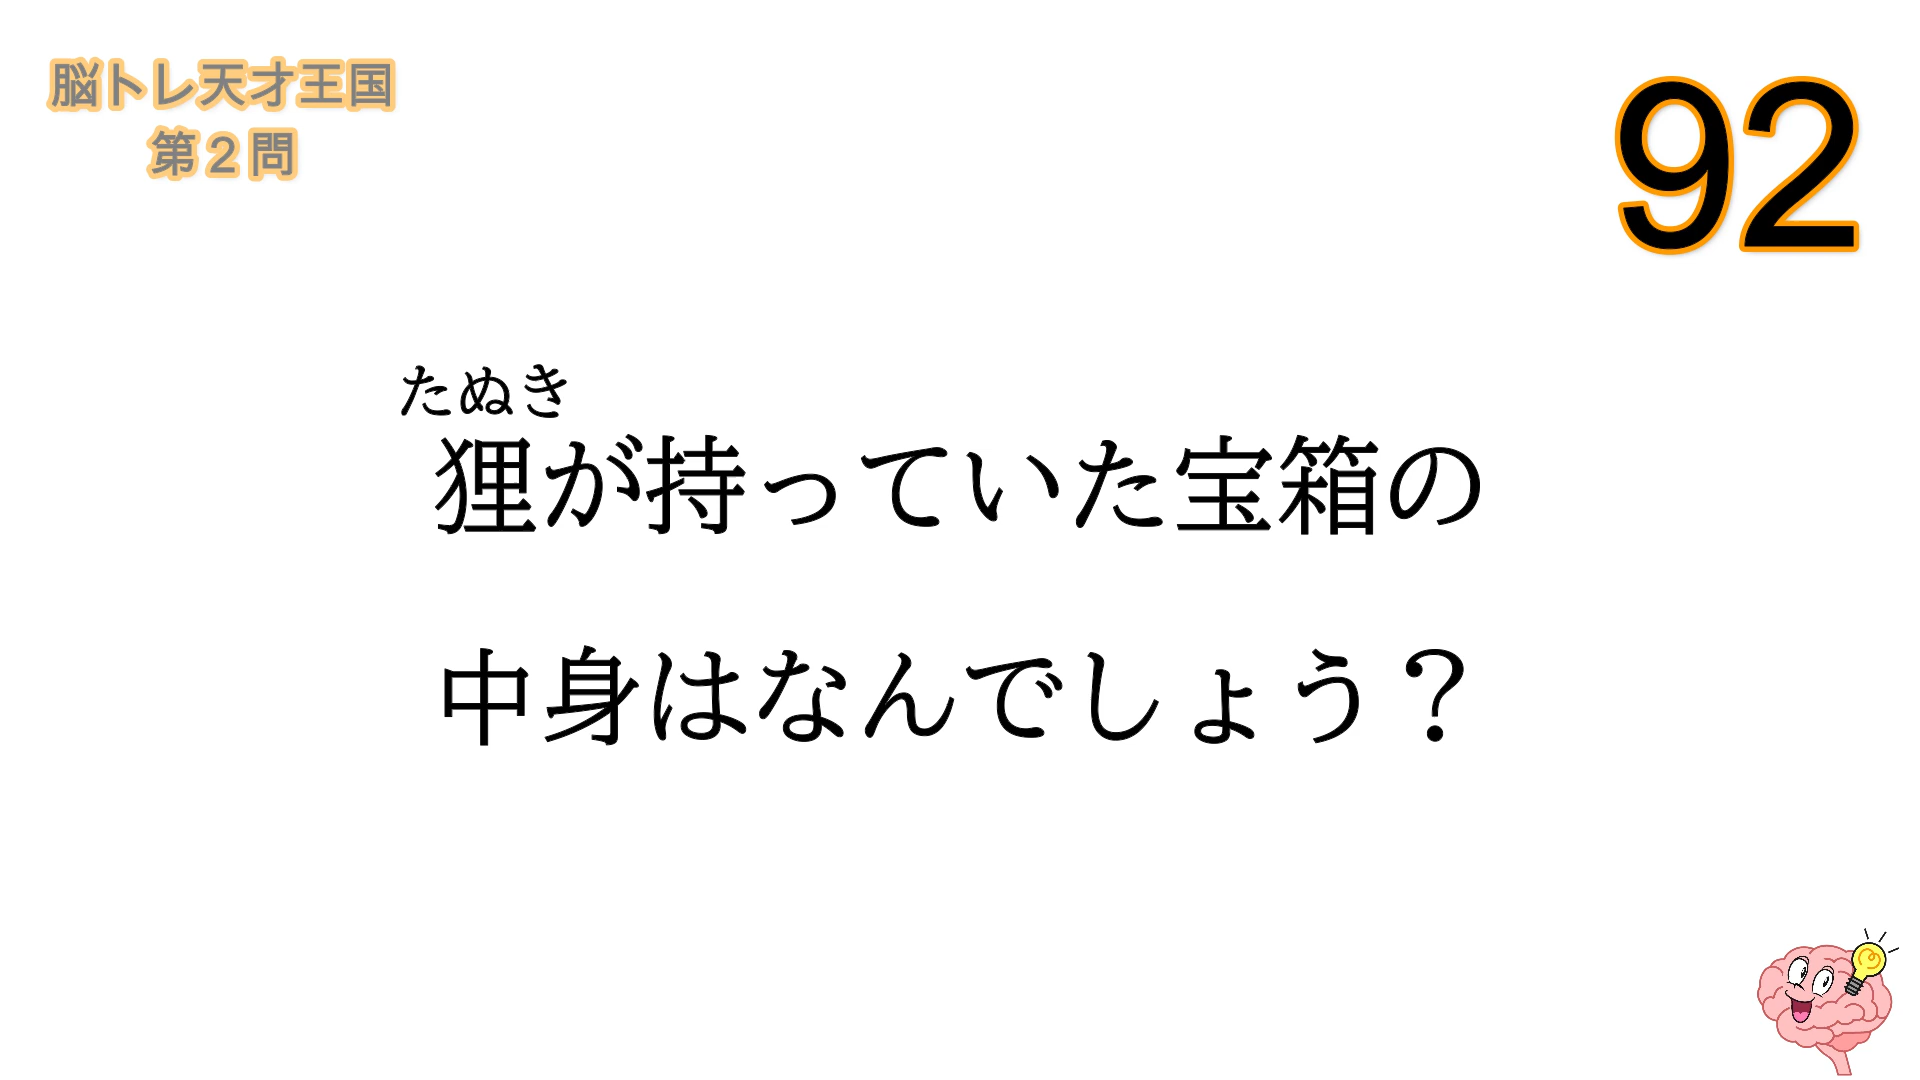 脳トレ天才王国
第2問
92
たぬき
狸が持っていた宝箱の
中身はなんでしょう？